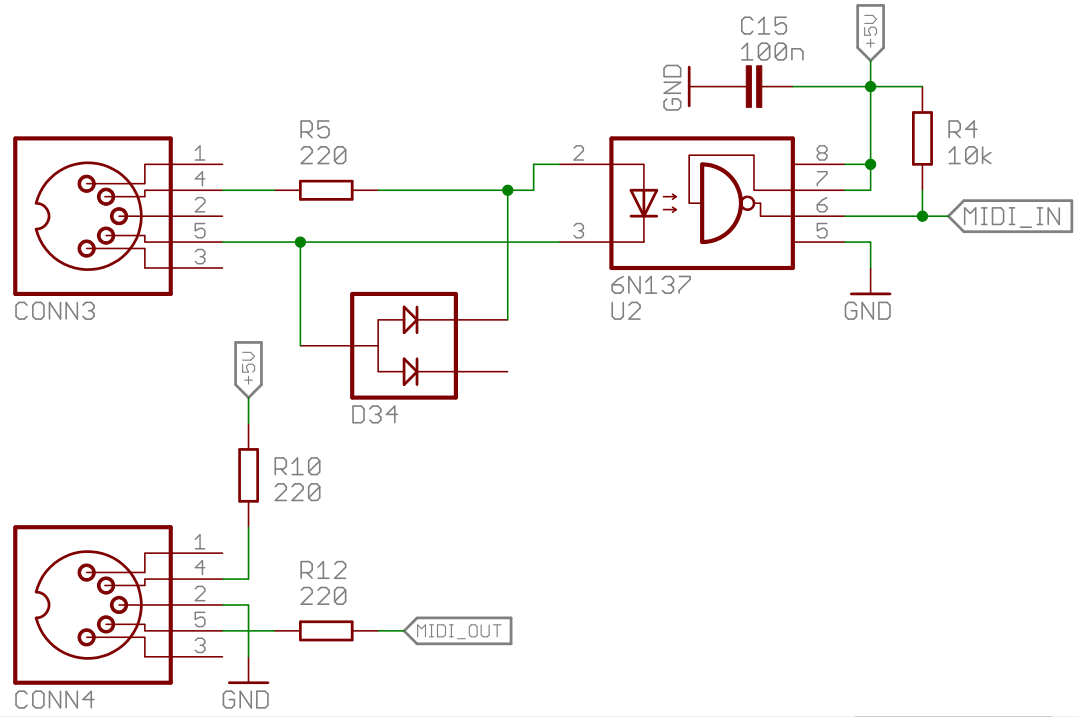 C15
100n
+5V
GND
R4
10k
R5
220
1
4
2
5
3
CONN3
2
3
8
7
6
5
MIDI_IN
6N137
U2
GND
D34
+5V
R10
220
1
4
2
5
3
CONN4
R12
220
MIDI_OUT
GND